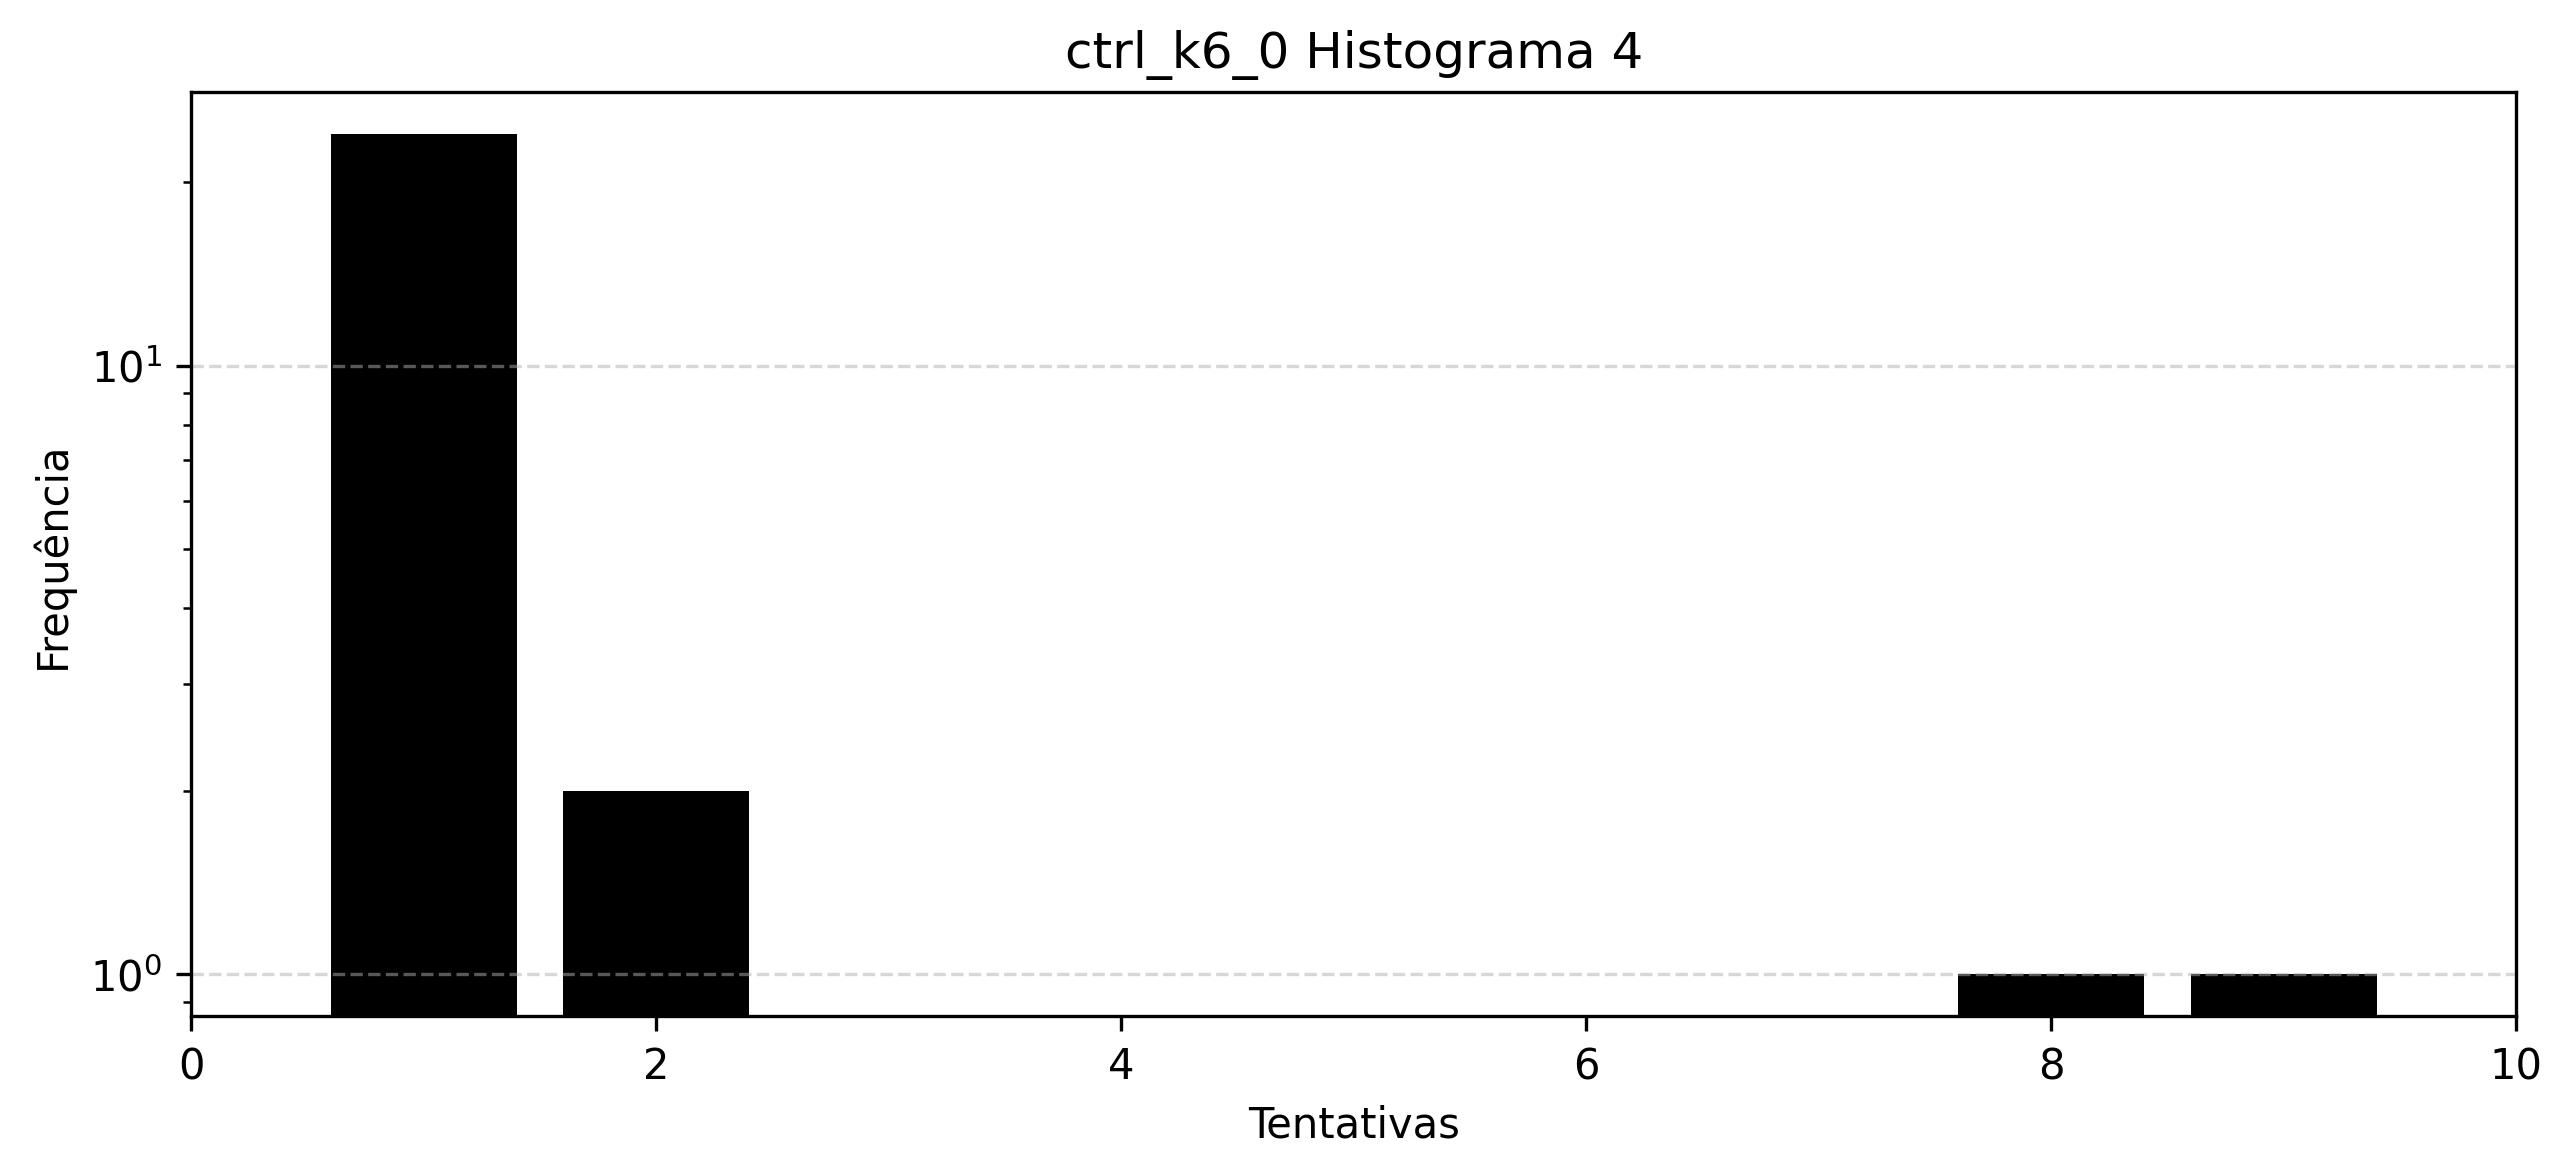 ctrl_k6_0 Histograma 4
Frequência
10¹
10⁰
0 2 4 6 8 10
Tentativas